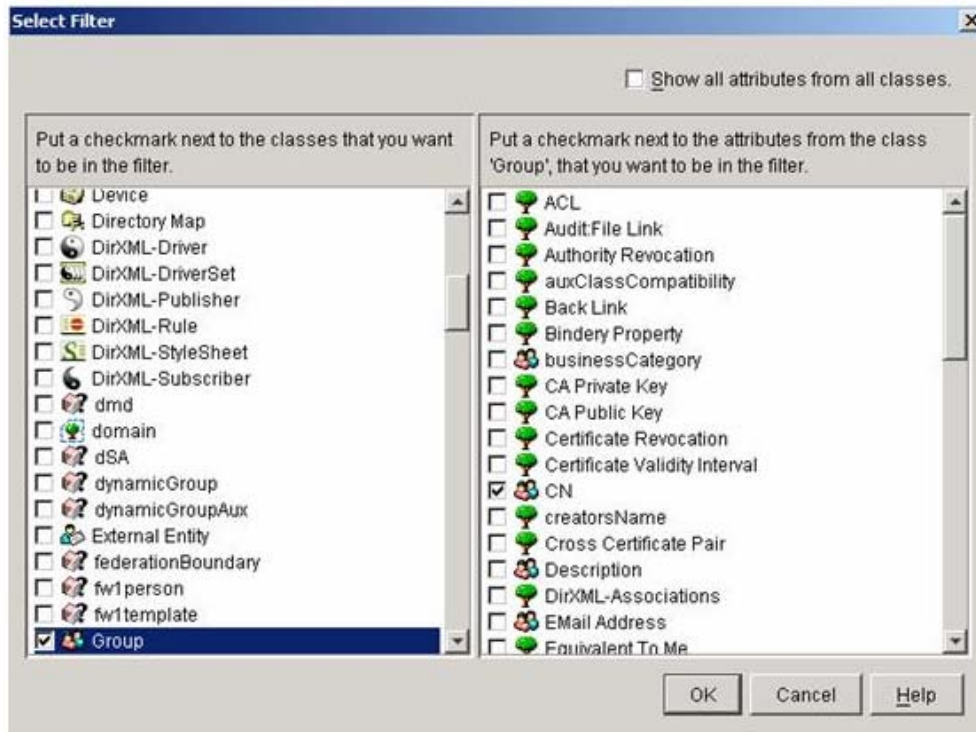 Select Filter
Show all attributes from all classes.
Put a checkmark next to the classes that you want
to be in the filter.
Device
Directory Map
DirXML-Driver
DirXML-DriverSet
DirXML-Publisher
DirXML-Rule
DirXML-StyleSheet
DirXML-Subscriber
dmd
domain
dSA
dynamicGroup
dynamicGroupAux
External Entity
federationBoundary
fw1person
fw1template
Group
Put a checkmark next to the attributes from the class
'Group', that you want to be in the filter.
ACL
Audit:File Link
Authority Revocation
auxClassCompatibility
Back Link
Bindery Property
businessCategory
CA Private Key
CA Public Key
Certificate Revocation
Certificate Validity Interval
CN
creatorsName
Cross Certificate Pair
Description
DirXML-Associations
EMail Address
Equivalent To Me
OK
Cancel
Help